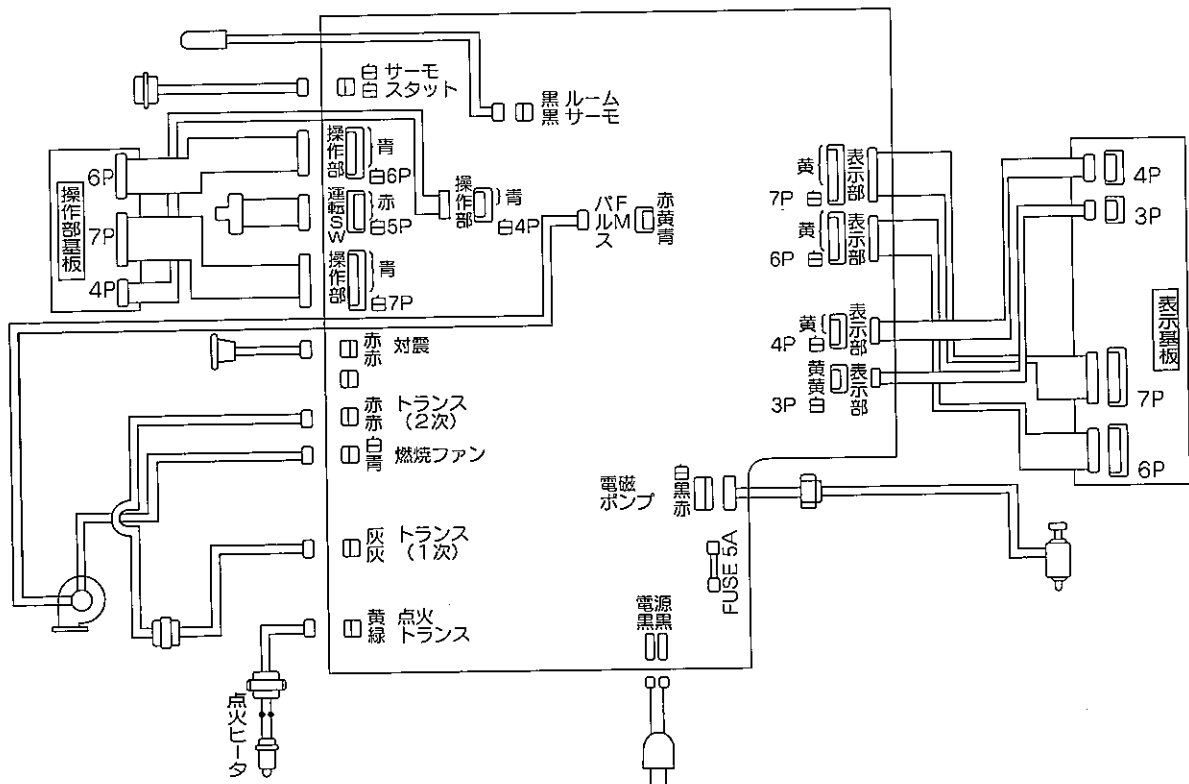 白 サーモ
白 スタット
黒 ルーム
黒 サーモ
操作部
青
白6P
6P
操作部基板
運転SW
赤
白5P
操作部
青
白4P
パルス
FM
赤黄青
7P
操作部
青
白7P
4P
黄
表示部
7P 白
黄
表示部
6P 白
黄
表示部
4P 白
黄黄
表示部
3P 白
4P
3P
表示基板
7P
6P
赤 対震
赤
赤 トランス
赤 (2次)
白
青 燃焼ファン
電磁
ポンプ
白黒赤
灰 トランス
灰 (1次)
FUSE 5A
黄 点火
緑 トランス
電源
黒黒
点火ヒータ